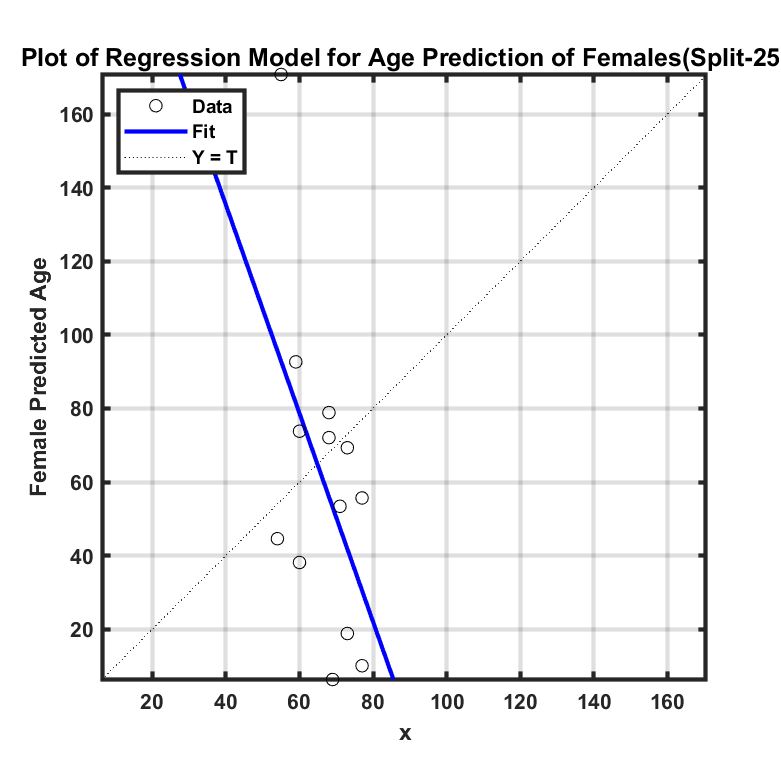 Plot of Regression Model for Age Prediction of Females(Split-25
Data
Fit
Y = T
Female Predicted Age
160
140
120
100
80
60
40
20
20 40 60 80 100 120 140 160
x